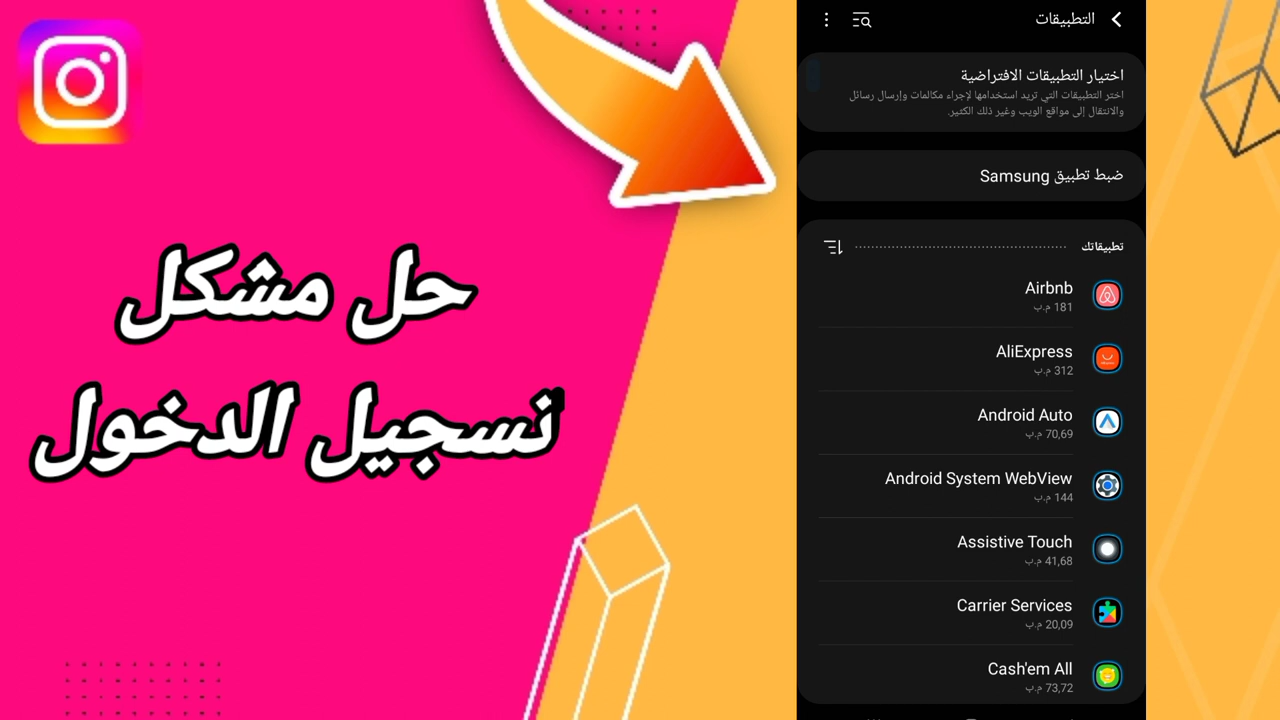 حل مشكل
نسجيل الدخول
التطبيقات
اختيار التطبيقات الافتراضية
اختر التطبيقات التي تريد استخدامها لإجراء مكالمات وإرسال رسائل
والانتقال إلى مواقع الويب وغير ذلك الكثير.
ضبط تطبيق Samsung
تطبيقاتك
Airbnb
181 م.ب
AliExpress
312 م.ب
Android Auto
70,69 م.ب
Android System WebView
144 م.ب
Assistive Touch
41,68 م.ب
Carrier Services
20,09 م.ب
Cash'em All
73,72 م.ب